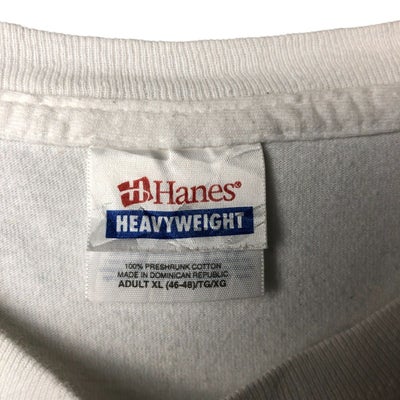 Hanes®
HEAVYWEIGHT
100% PRESHRUNK COTTON
MADE IN DOMINICAN REPUBLIC
ADULT XL (46-48)/TG/XG